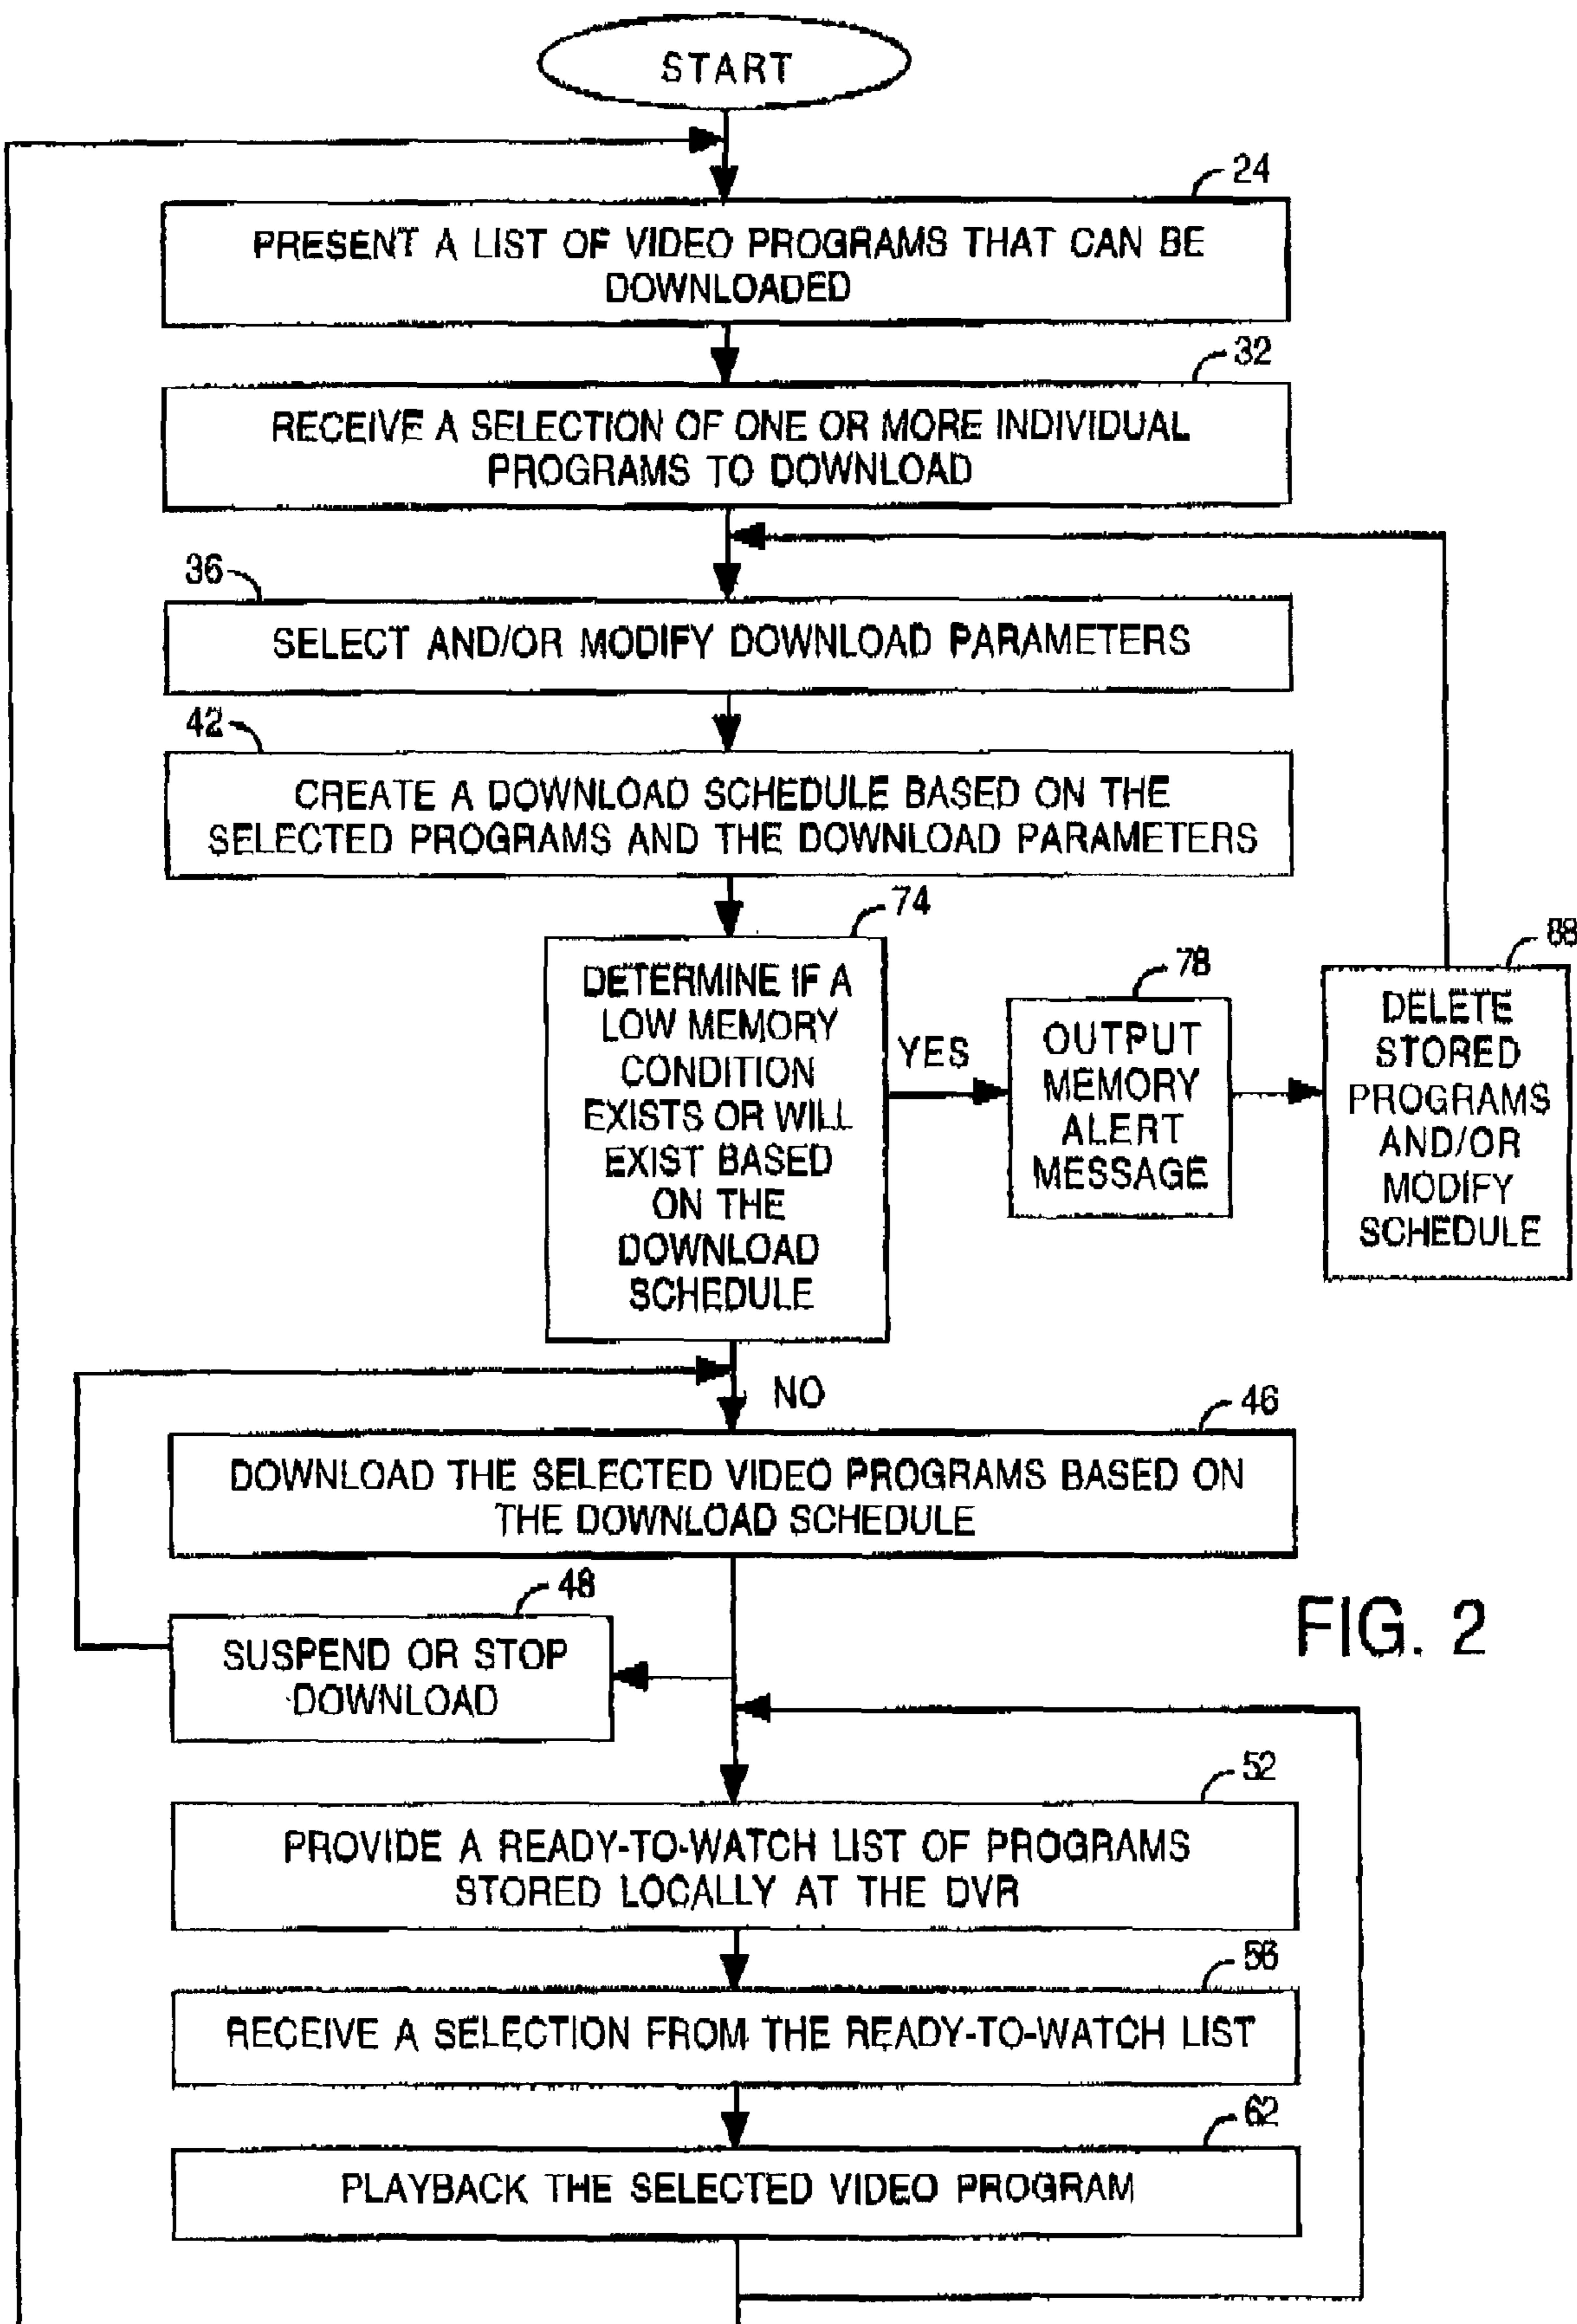 START
24
PRESENT A LIST OF VIDEO PROGRAMS THAT CAN BE
DOWNLOADED
32
RECEIVE A SELECTION OF ONE OR MORE INDIVIDUAL
PROGRAMS TO DOWNLOAD
36
SELECT AND/OR MODIFY DOWNLOAD PARAMETERS
42
CREATE A DOWNLOAD SCHEDULE BASED ON THE
SELECTED PROGRAMS AND THE DOWNLOAD PARAMETERS
74
DETERMINE IF A
LOW MEMORY
CONDITION
EXISTS OR WILL
EXIST BASED
ON THE
DOWNLOAD
SCHEDULE
YES
78
OUTPUT
MEMORY
ALERT
MESSAGE
88
DELETE
STORED
PROGRAMS
AND/OR
MODIFY
SCHEDULE
NO
46
DOWNLOAD THE SELECTED VIDEO PROGRAMS BASED ON
THE DOWNLOAD SCHEDULE
48
SUSPEND OR STOP
DOWNLOAD
FIG. 2
52
PROVIDE A READY-TO-WATCH LIST OF PROGRAMS
STORED LOCALLY AT THE DVR
56
RECEIVE A SELECTION FROM THE READY-TO-WATCH LIST
62
PLAYBACK THE SELECTED VIDEO PROGRAM